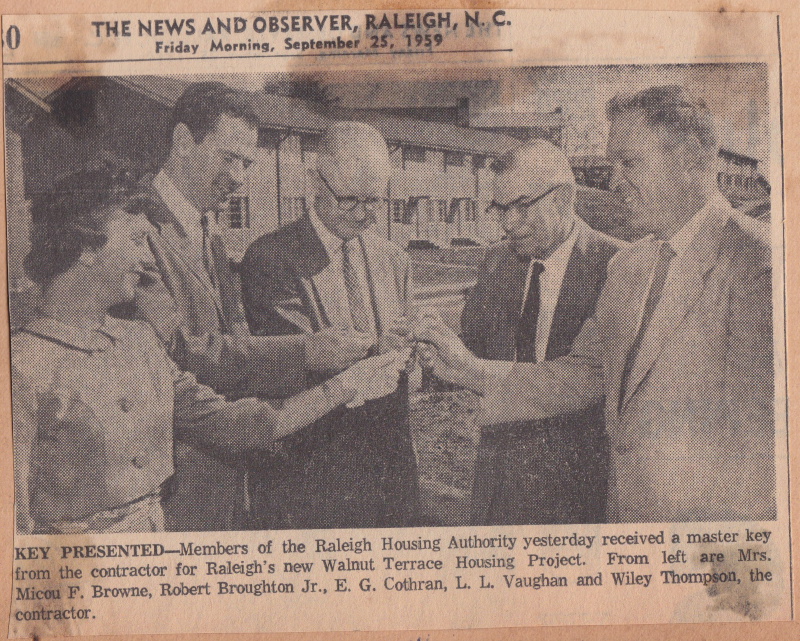 0
THE NEWS AND OBSERVER, RALEIGH, N. C.
Friday Morning, September 25, 1959
KEY PRESENTED—Members of the Raleigh Housing Authority yesterday received a master key
from the contractor for Raleigh's new Walnut Terrace Housing Project. From left are Mrs.
Micou F. Browne, Robert Broughton Jr., E. G. Cothran, L. L. Vaughan and Wiley Thompson, the
contractor.